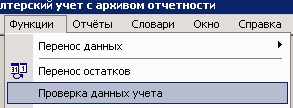 лтерский учет с архивом отчетности
Функции Отчёты Словари Окно Справка
Перенос данных
Перенос остатков
Проверка данных учета